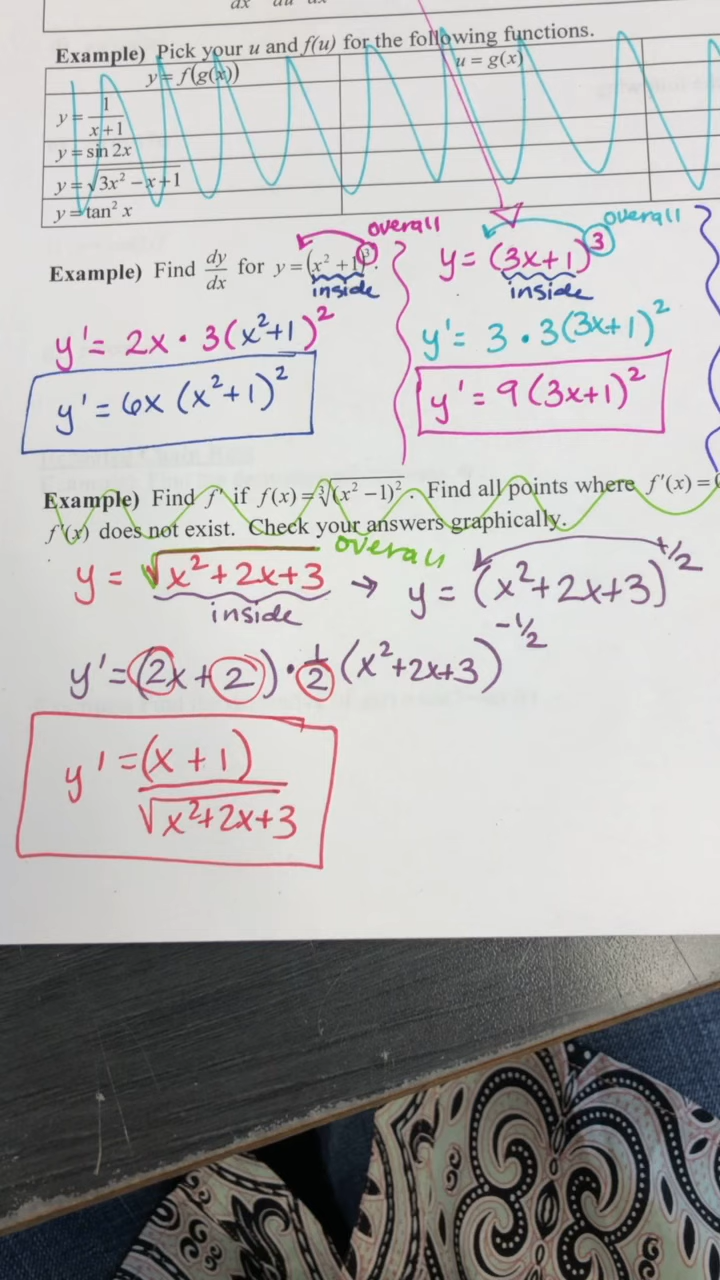 dx du dx
Example) Pick your u and f(u) for the following functions.
y = f(g(x)) u = g(x)
y = 1/(x+1)
y = sin 2x
y = √(3x² − x + 1)
y = tan² x
overall overall
Example) Find dy/dx for y = (x² + 1)³. y = (3x+1)³
inside inside
y' = 2x · 3(x²+1)² y' = 3 · 3(3x+1)²
y' = 6x (x²+1)² y' = 9(3x+1)²
Example) Find f' if f(x) = ∛((x² − 1)²). Find all points where f'(x) =
f'(x) does not exist. Check your answers graphically.
overall
y = √(x²+2x+3) → y = (x²+2x+3)^(1/2)
inside
y' = (2x + 2) · 1/2 (x²+2x+3)^(-1/2)
y' = (x + 1)/√(x²+2x+3)